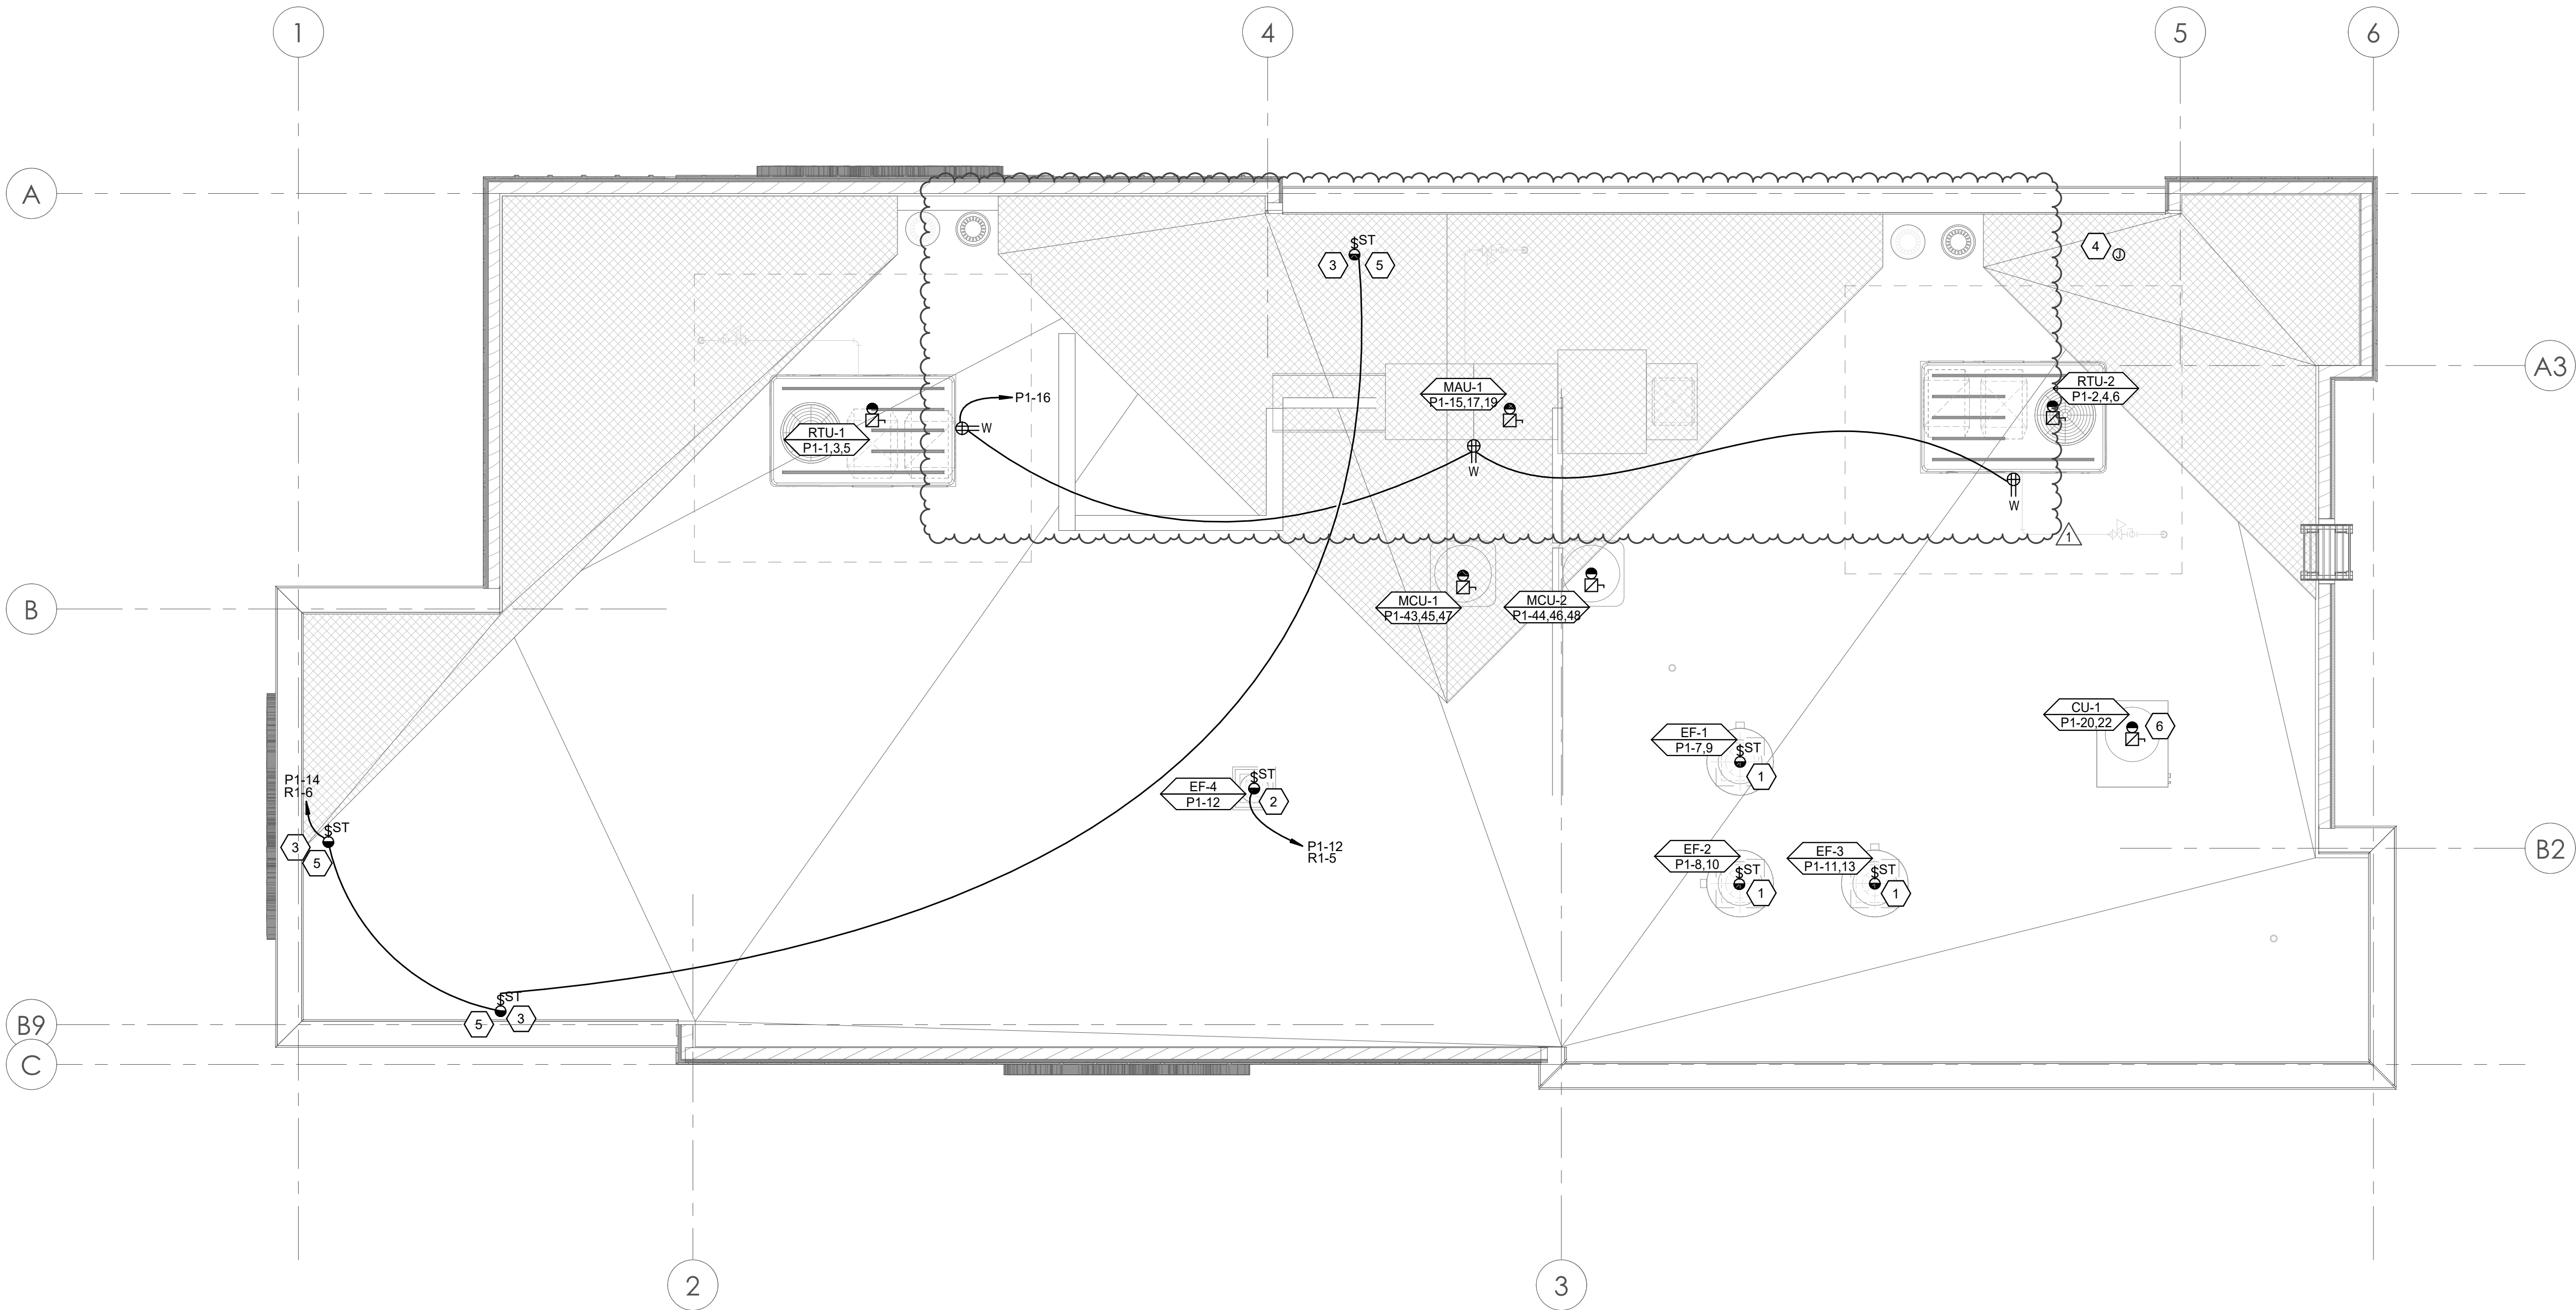 1
4
5
6
A
$ST
4
J
3
5
A3
MAU-1
P1-15,17,19
RTU-2
P1-2,4,6
P1-16
W
RTU-1
P1-1,3,5
W
W
1
B
MCU-1
P1-43,45,47
MCU-2
P1-44,46,48
CU-1
P1-20,22
6
EF-1
P1-7,9
$ST
1
P1-14
R1-6
EF-4
P1-12
$ST
2
$ST
3
5
P1-12
R1-5
B2
EF-2
P1-8,10
$ST
1
EF-3
P1-11,13
$ST
1
$ST
5
3
B9
C
2
3